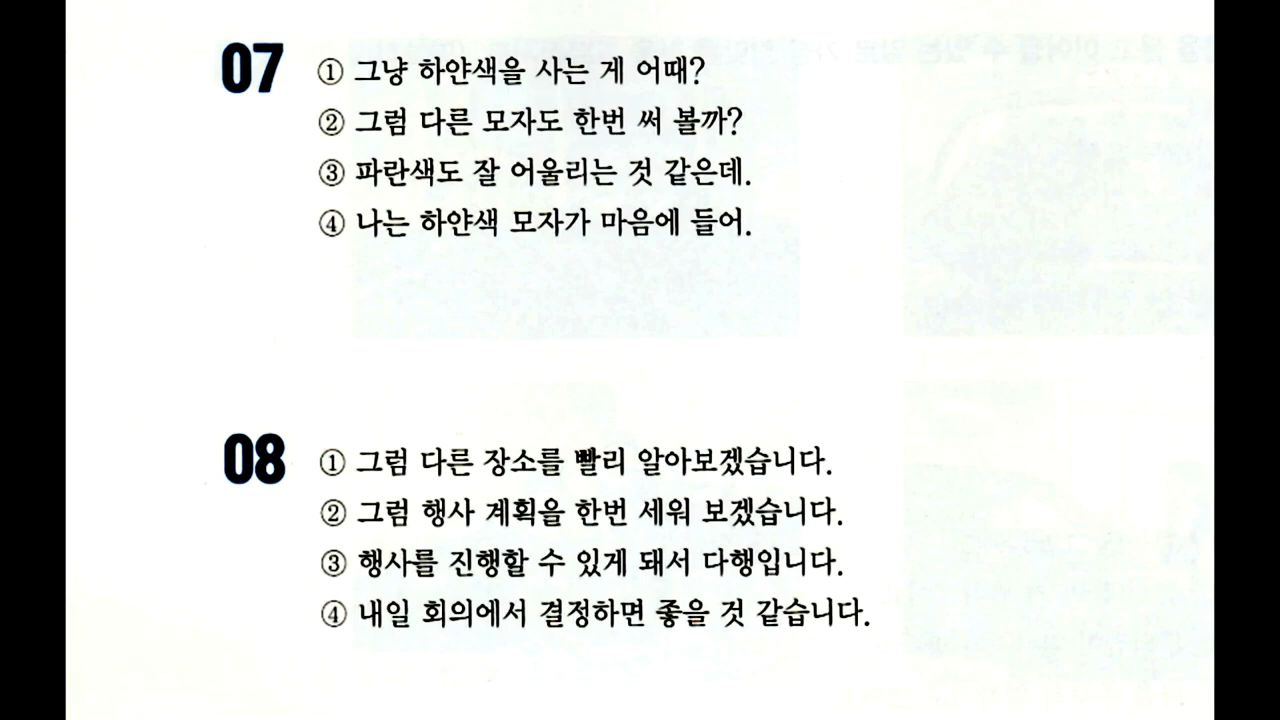 07
① 그냥 하얀색을 사는 게 어때?
② 그럼 다른 모자도 한번 써 볼까?
③ 파란색도 잘 어울리는 것 같은데.
④ 나는 하얀색 모자가 마음에 들어.
08
① 그럼 다른 장소를 빨리 알아보겠습니다.
② 그럼 행사 계획을 한번 세워 보겠습니다.
③ 행사를 진행할 수 있게 돼서 다행입니다.
④ 내일 회의에서 결정하면 좋을 것 같습니다.